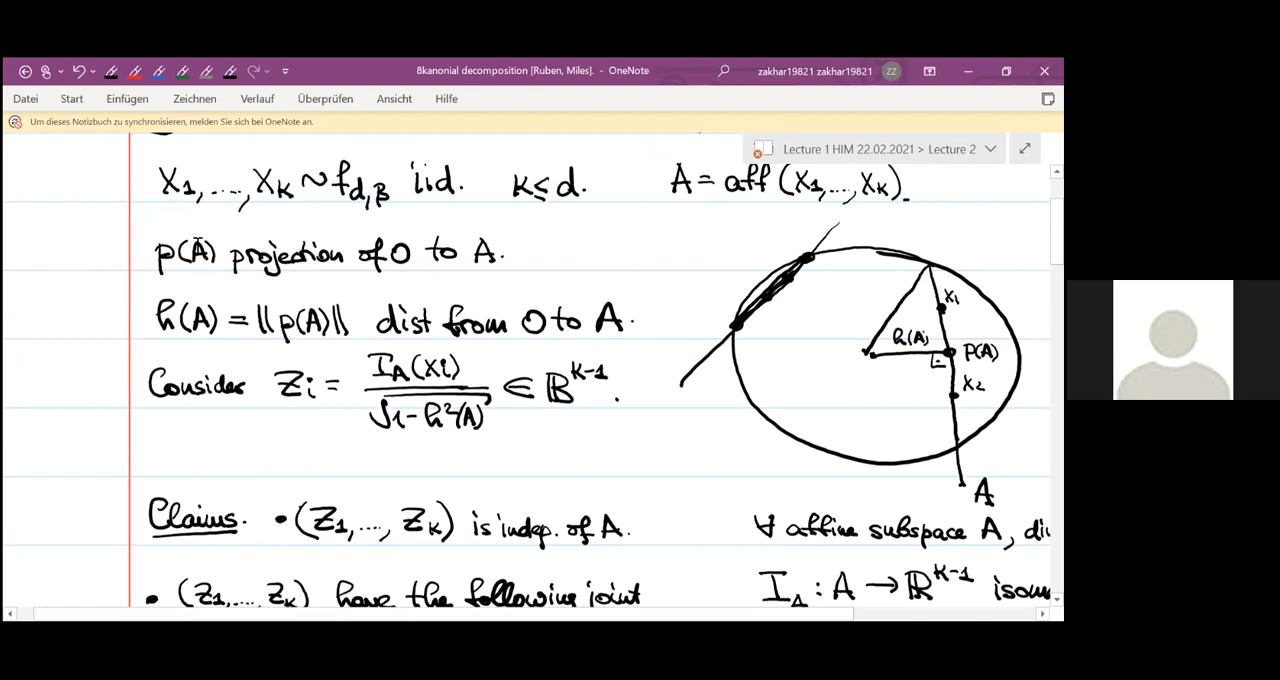 8kanonial decomposition [Ruben, Miles]. - OneNote
zakhar19821 zakhar19821 ZZ
Datei Start Einfügen Zeichnen Verlauf Überprüfen Ansicht Hilfe
Um dieses Notizbuch zu synchronisieren, melden Sie sich bei OneNote an.
Lecture 1 HIM 22.02.2021 > Lecture 2
X1, ..., XK ~ f_{d,β} iid. K ≤ d. A = aff (X1, ..., XK).
p(A) projection of 0 to A.
h(A) = ||p(A)|| dist from 0 to A.
Consider Zi = I_A(Xi) / √(1-h²(A)) ∈ 𝔹^{K-1}.
X1
h(A)
P(A)
X2
A
Claims. • (Z1, ..., ZK) is indep. of A.
∀ affine subspace A, di
• (Z1, ..., ZK) have the following joint
I_A : A → ℝ^{K-1} isom